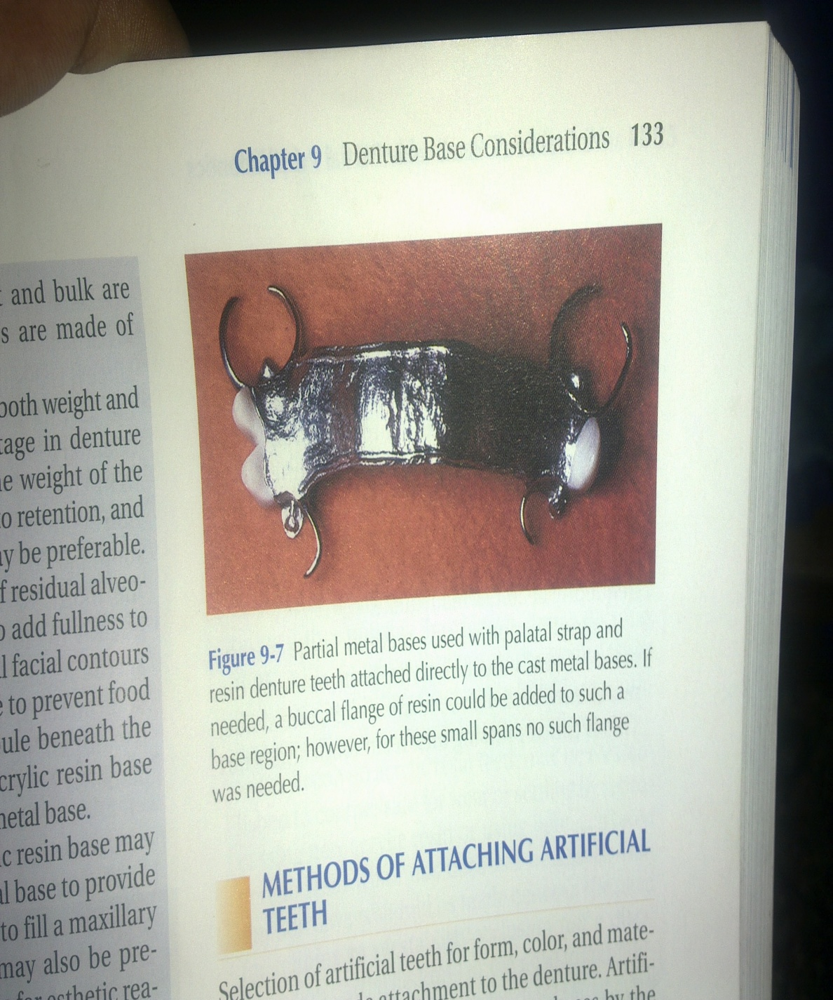 Chapter 9 Denture Base Considerations 133
and bulk are
s are made of
both weight and
tage in denture
e weight of the
o retention, and
y be preferable.
f residual alveo-
o add fullness to
l facial contours
e to prevent food
ule beneath the
crylic resin base
metal base.
c resin base may
l base to provide
to fill a maxillary
may also be pre-
for esthetic rea-
Figure 9-7 Partial metal bases used with palatal strap and
resin denture teeth attached directly to the cast metal bases. If
needed, a buccal flange of resin could be added to such a
base region; however, for these small spans no such flange
was needed.
METHODS OF ATTACHING ARTIFICIAL
TEETH
Selection of artificial teeth for form, color, and mate-
attachment to the denture. Artifi-
by the